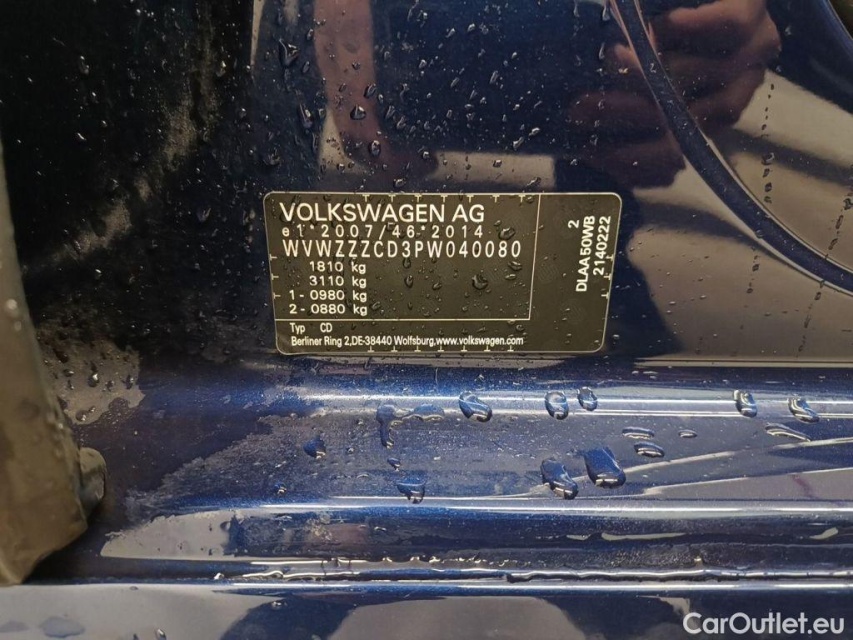 VOLKSWAGEN AG
e1*2007/46*2014
WVWZZZCD3PW040080
1810 kg
3110 kg
1- 0980 kg
2- 0880 kg
Typ CD
Berliner Ring 2,DE-38440 Wolfsburg,www.volkswagen.com
2
DLAA50WB
2140222
CarOutlet.eu